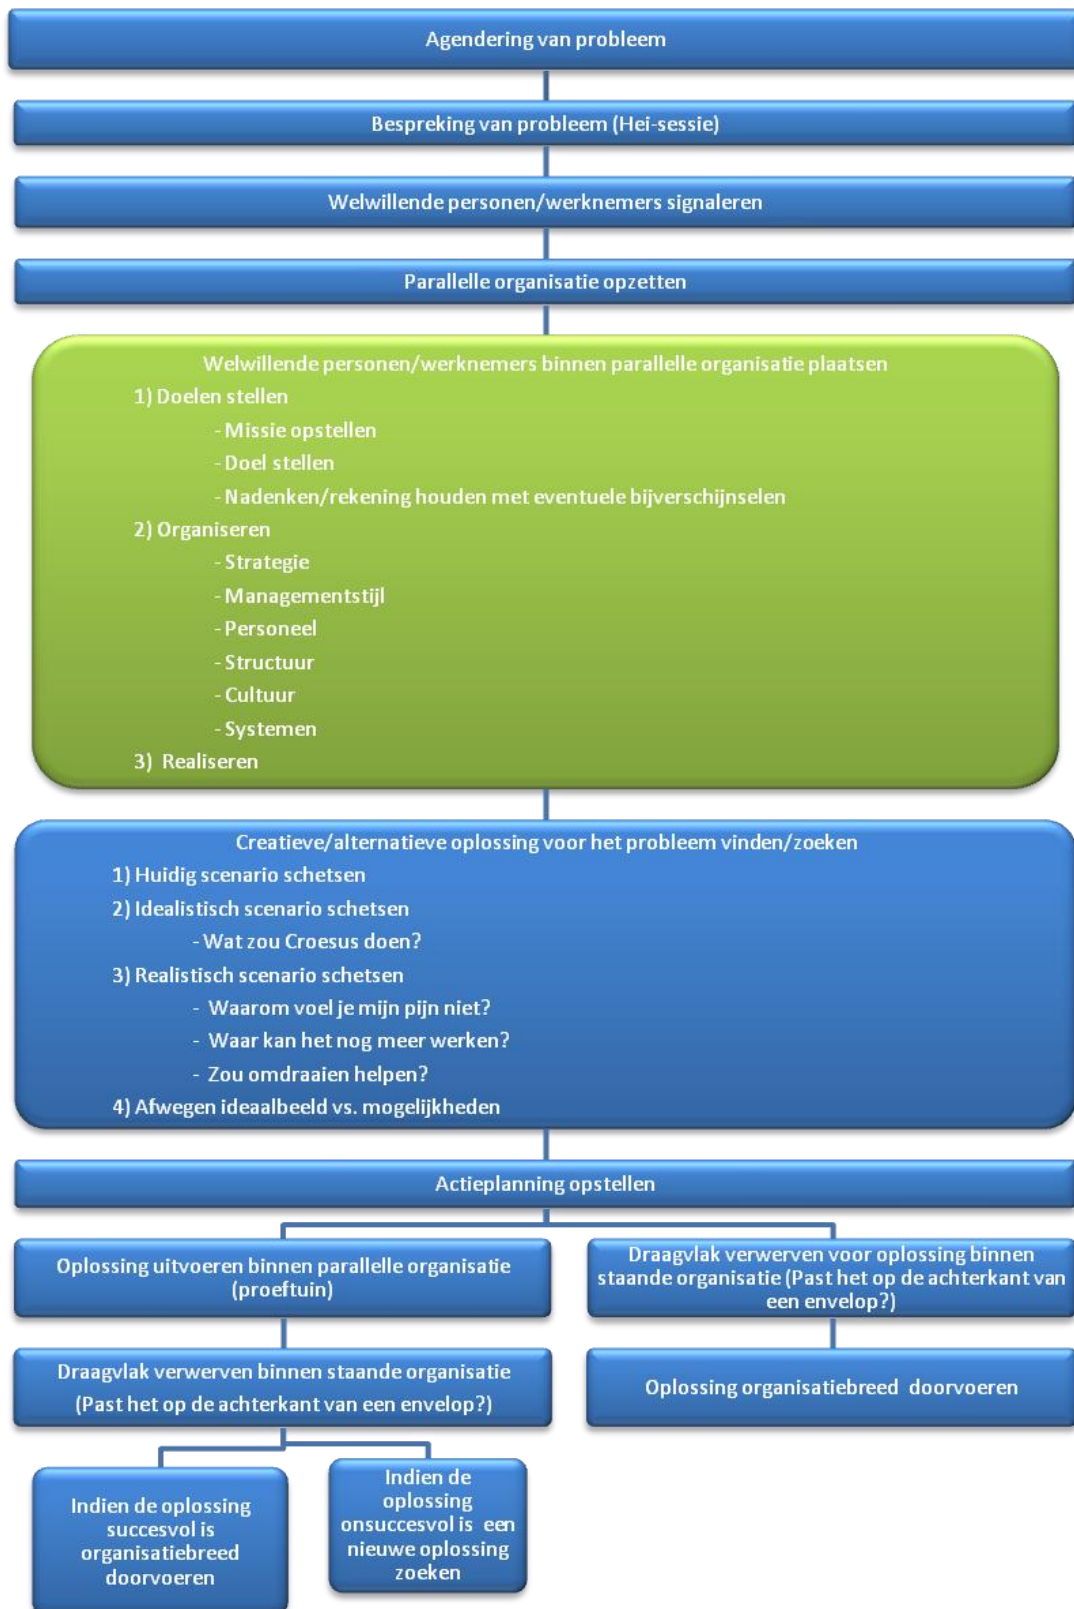 Agendering van probleem
Bespreking van probleem (Hei-sessie)
Welwillende personen/werknemers signaleren
Parallelle organisatie opzetten
Welwillende personen/werknemers binnen parallelle organisatie plaatsen
1) Doelen stellen
- Missie opstellen
- Doel stellen
- Nadenken/rekening houden met eventuele bijverschijnselen
2) Organiseren
- Strategie
- Managementstijl
- Personeel
- Structuur
- Cultuur
- Systemen
3) Realiseren
Creatieve/alternatieve oplossing voor het probleem vinden/zoeken
1) Huidig scenario schetsen
2) Idealistisch scenario schetsen
- Wat zou Croesus doen?
3) Realistisch scenario schetsen
- Waarom voel je mijn pijn niet?
- Waar kan het nog meer werken?
- Zou omdraaien helpen?
4) Afwegen ideaalbeeld vs. mogelijkheden
Actieplanning opstellen
Oplossing uitvoeren binnen parallelle organisatie
(proeftuin)
Draagvlak verwerven voor oplossing binnen
staande organisatie (Past het op de achterkant van
een envelop?)
Draagvlak verwerven binnen staande organisatie
(Past het op de achterkant van een envelop?)
Oplossing organisatiebreed doorvoeren
Indien de oplossing
succesvol is
organisatiebreed
doorvoeren
Indien de
oplossing
onsuccesvol is een
nieuwe oplossing
zoeken